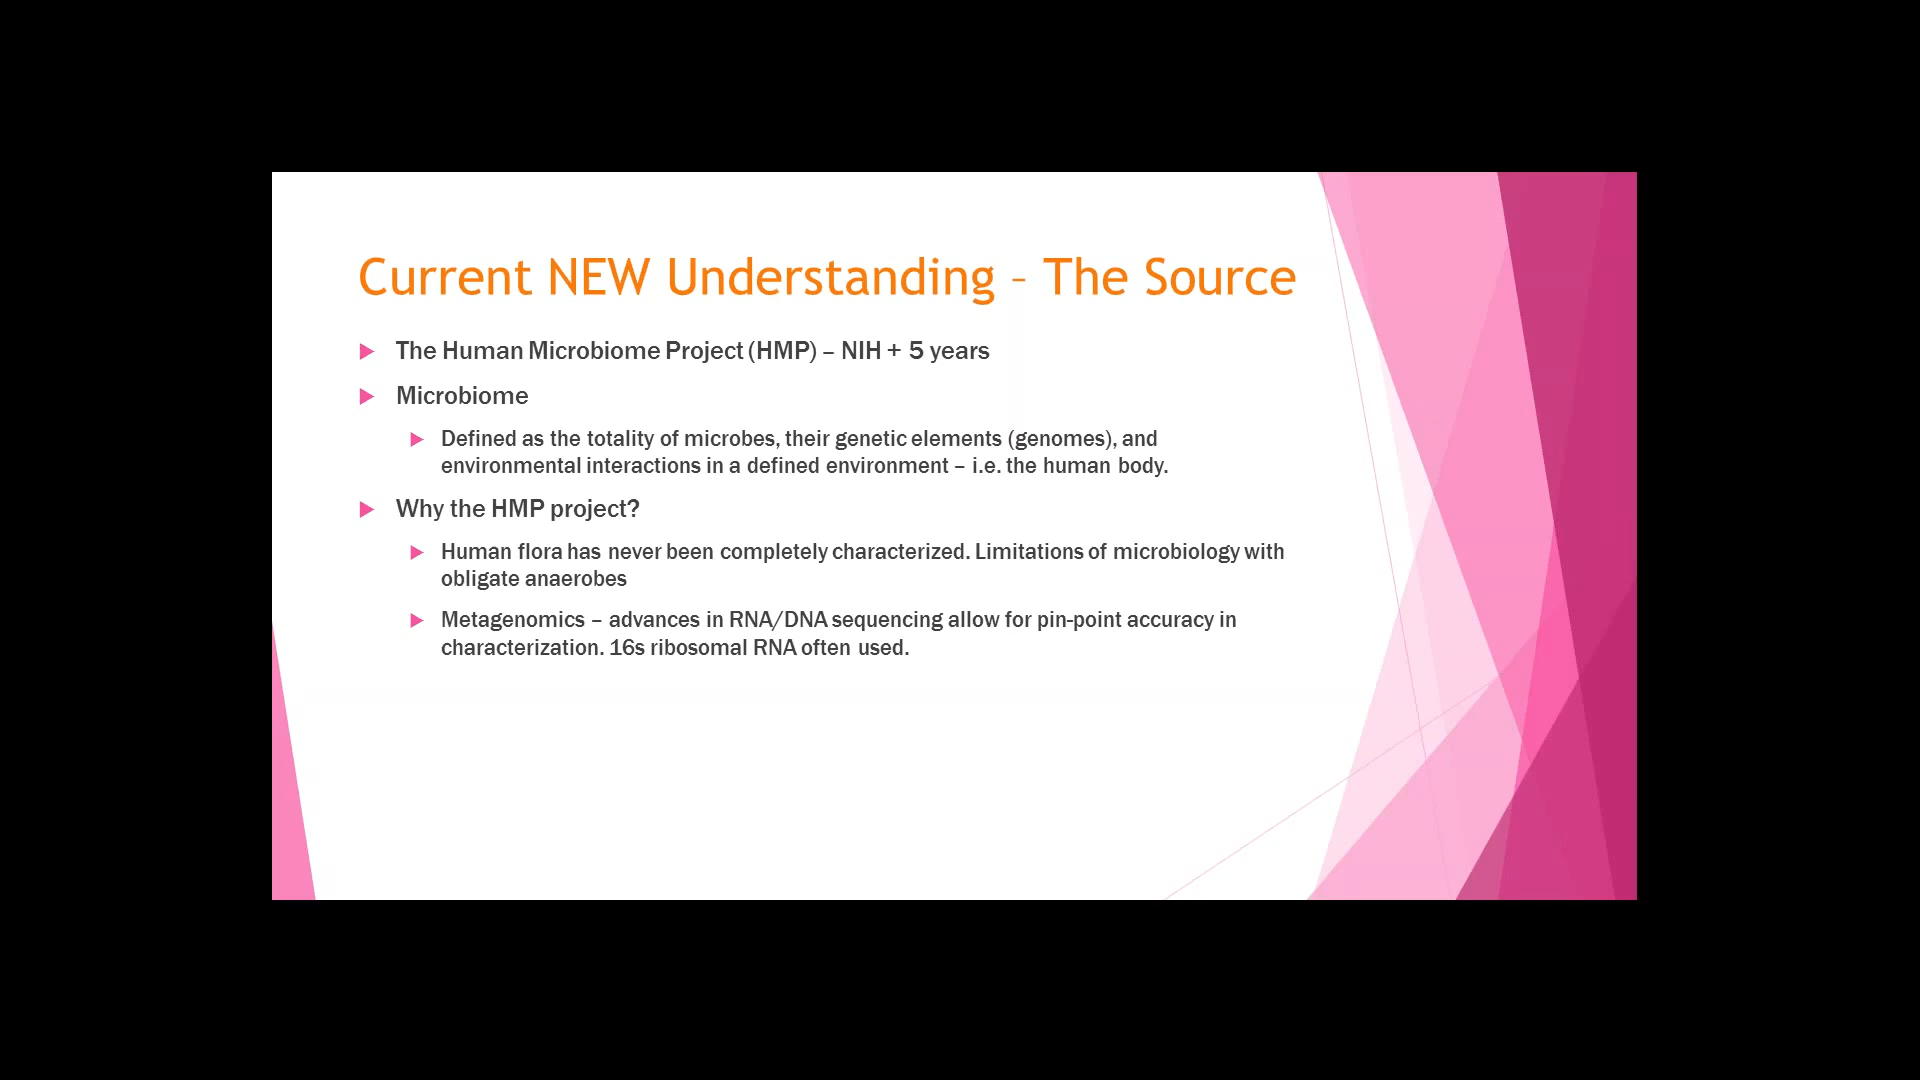 Current NEW Understanding – The Source
The Human Microbiome Project (HMP) – NIH + 5 years
Microbiome
Defined as the totality of microbes, their genetic elements (genomes), and
environmental interactions in a defined environment – i.e. the human body.
Why the HMP project?
Human flora has never been completely characterized. Limitations of microbiology with
obligate anaerobes
Metagenomics – advances in RNA/DNA sequencing allow for pin-point accuracy in
characterization. 16s ribosomal RNA often used.